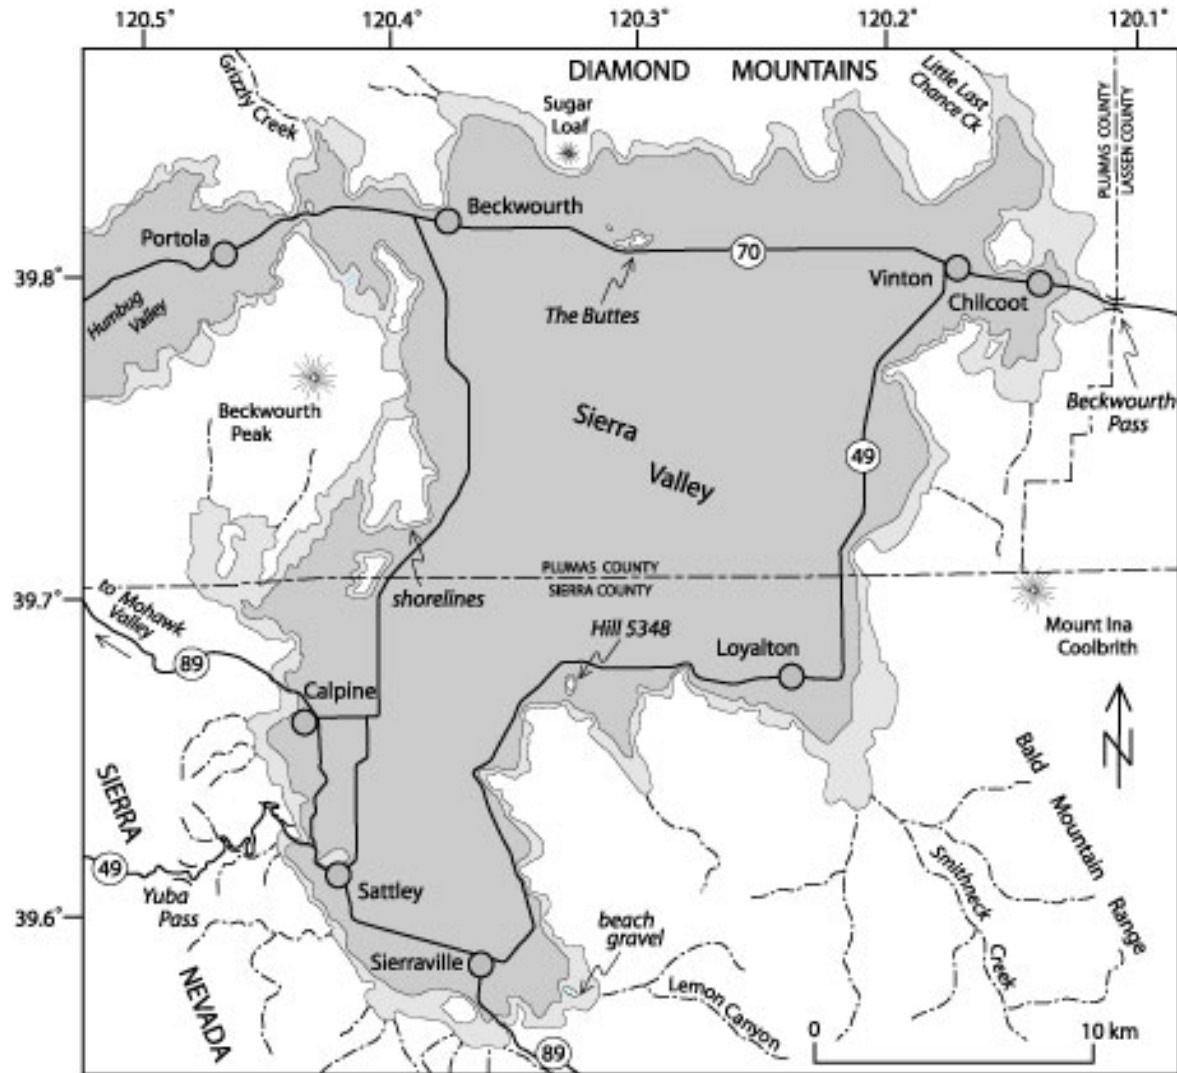 120.5°
120.4°
120.3°
120.2°
120.1°
DIAMOND MOUNTAINS
Grizzly Creek
Sugar
Loaf
Little Last
Chance Ck
PLUMAS COUNTY
LASSEN COUNTY
Beckwourth
Portola
70
Vinton
Chilcoot
39.8°
Humbug
Valley
The Buttes
Beckwourth
Peak
Beckwourth
Pass
Sierra
Valley
49
PLUMAS COUNTY
SIERRA COUNTY
39.7°
shorelines
to Mohawk
Valley
89
Hill 5348
Loyalton
Mount Ina
Coolbrith
Calpine
N
SIERRA
NEVADA
Bald
Mountain
Range
49
Yuba
Pass
Sattley
Smithneck
Creek
39.6°
beach
gravel
Sierraville
Lemon Canyon
89
0
10 km